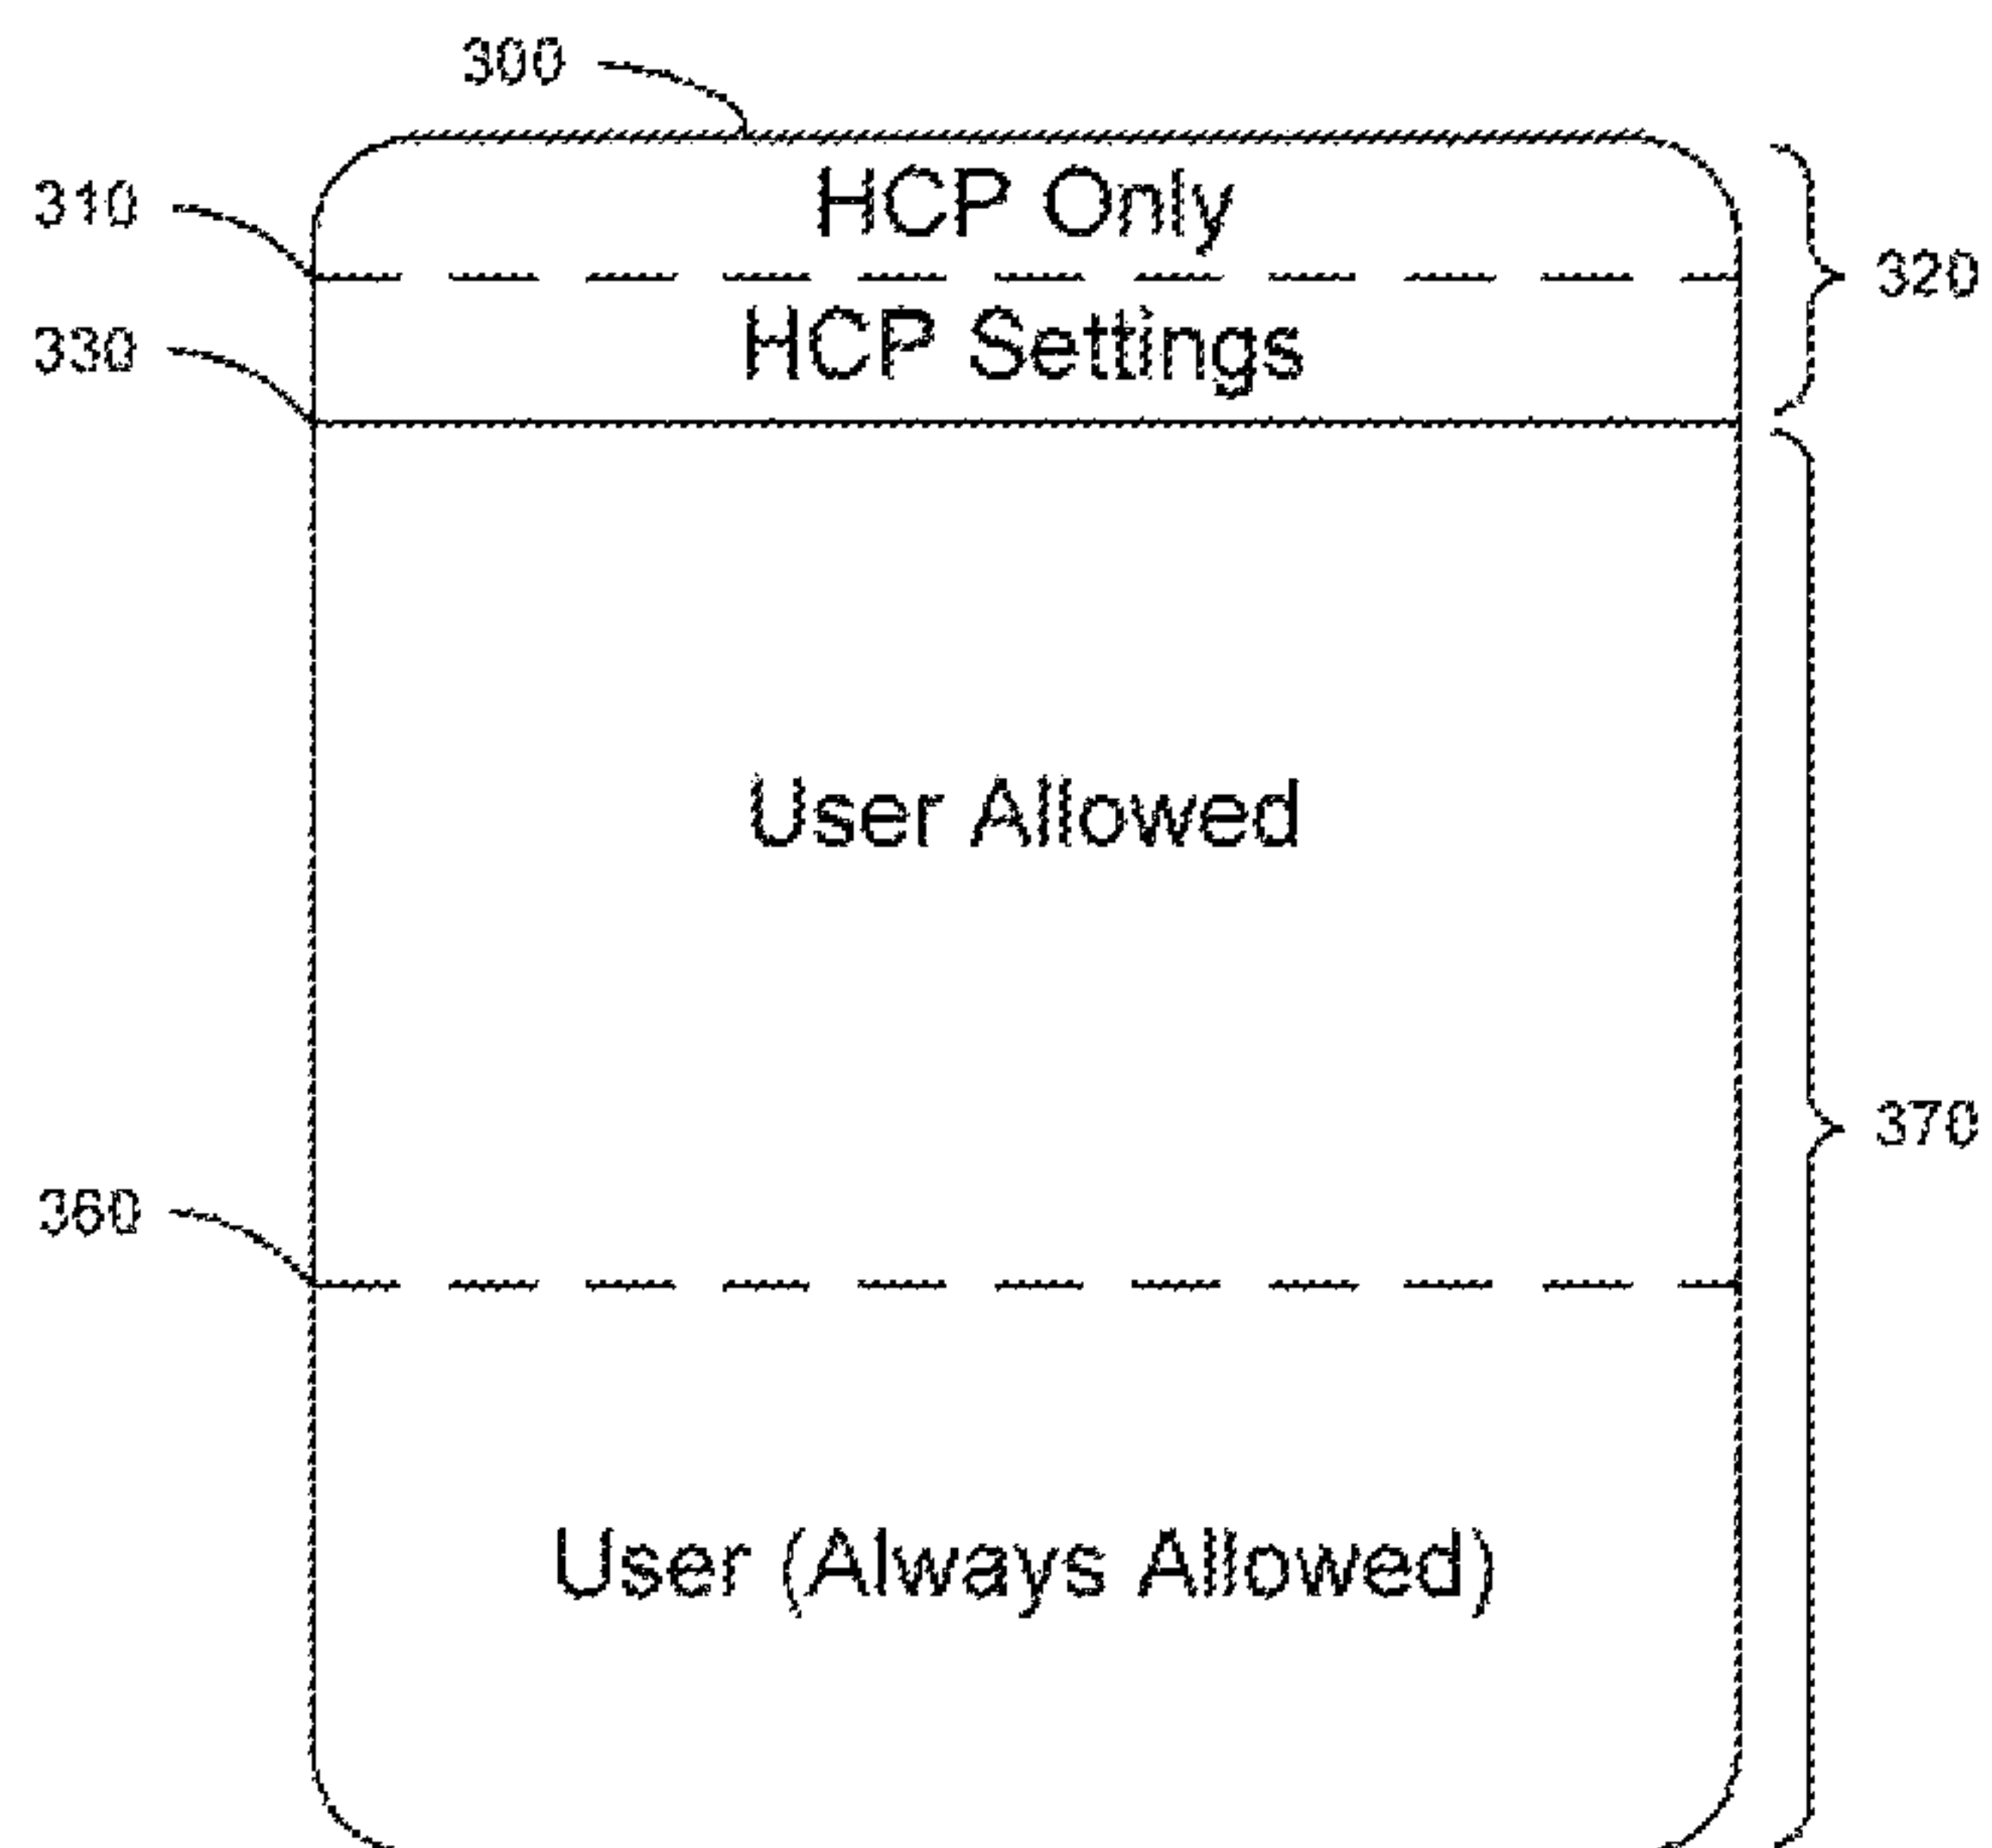 300
310
HCP Only
320
330
HCP Settings
User Allowed
370
360
User (Always Allowed)